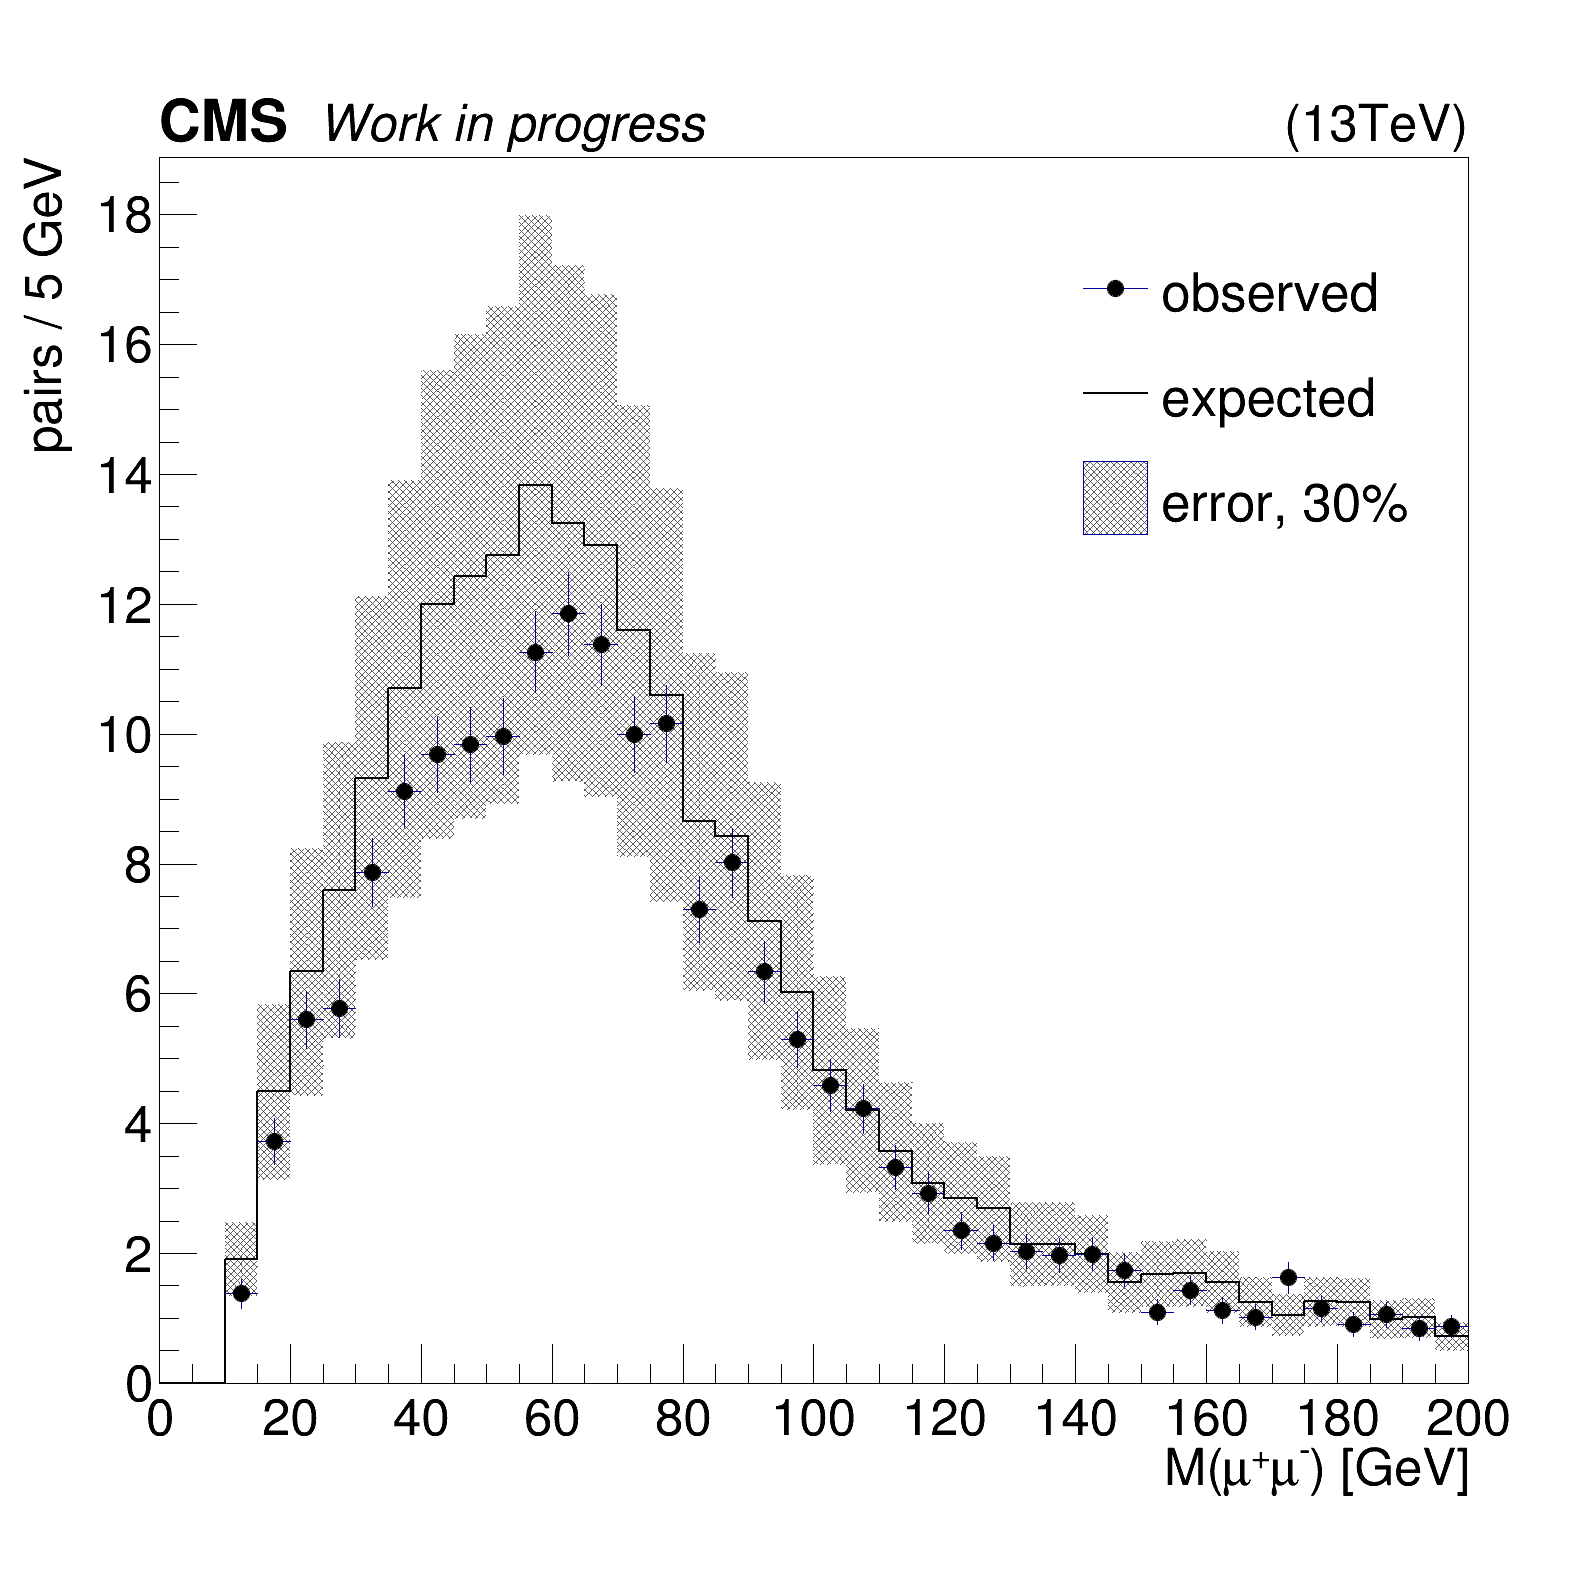 CMS Work in progress (13TeV)
pairs / 5 GeV
18
16
14
12
10
8
6
4
2
0
observed
expected
error, 30%
0 20 40 60 80 100 120 140 160 180 200
M(μ⁺μ⁻) [GeV]